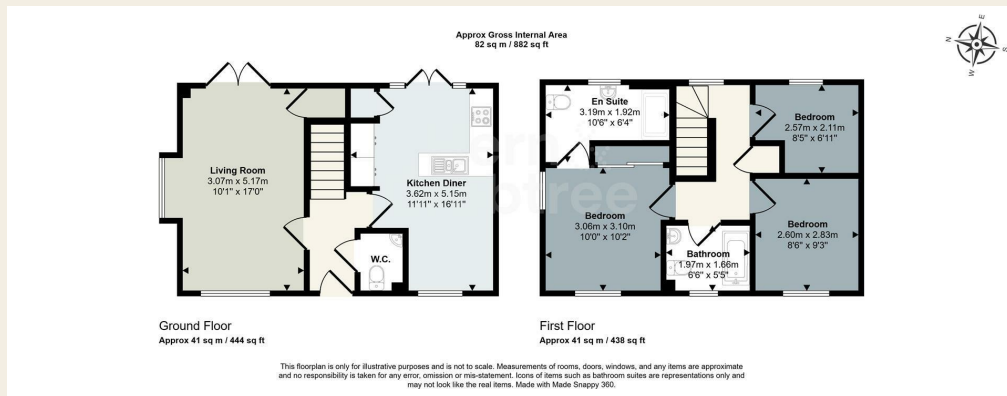 Approx Gross Internal Area
82 sq m / 882 sq ft
N
E
S
W
Living Room
3.07m x 5.17m
10'1" x 17'0"
Kitchen Diner
3.62m x 5.15m
11'11" x 16'11"
W.C.
En Suite
3.19m x 1.92m
10'6" x 6'4"
Bedroom
2.57m x 2.11m
8'5" x 6'11"
Bedroom
3.06m x 3.10m
10'0" x 10'2"
Bedroom
2.60m x 2.83m
8'6" x 9'3"
Bathroom
1.97m x 1.66m
6'6" x 5'5"
Ground Floor
Approx 41 sq m / 444 sq ft
First Floor
Approx 41 sq m / 438 sq ft
This floorplan is only for illustrative purposes and is not to scale. Measurements of rooms, doors, windows, and any items are approximate
and no responsibility is taken for any error, omission or mis-statement. Icons of items such as bathroom suites are representations only and
may not look like the real items. Made with Made Snappy 360.